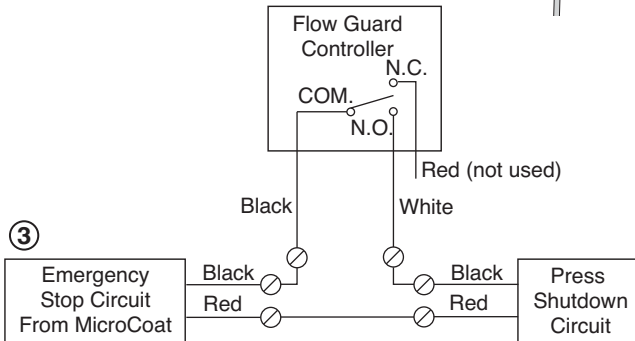 Flow Guard
Controller
N.C.
COM.
N.O.
Red (not used)
Black
White
③
Emergency
Stop Circuit
From MicroCoat
Black
Red
Black
Red
Press
Shutdown
Circuit